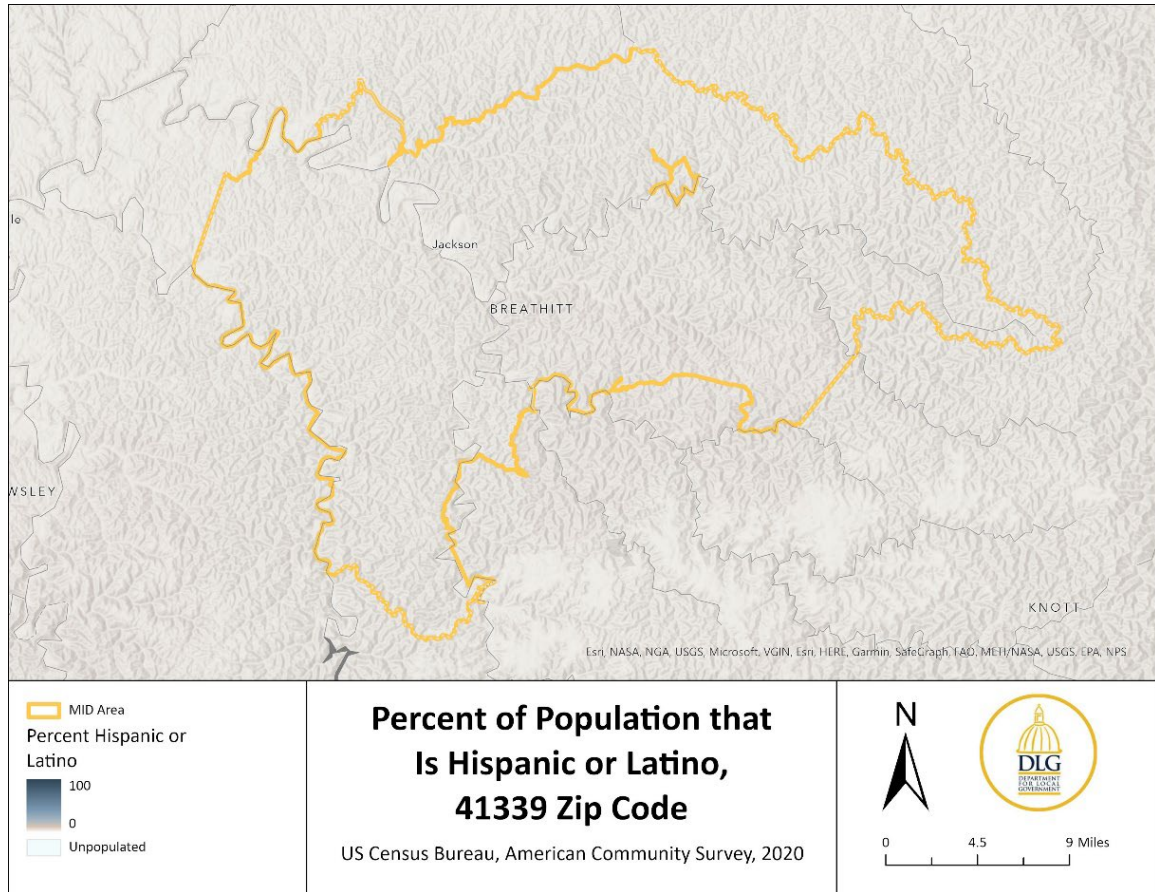 le
Jackson
BREATHITT
WSLEY
KNOTT
Esri, NASA, NGA, USGS, Microsoft, VGIN, Esri, HERE, Garmin, SafeGraph, FAO, METI/NASA, USGS, EPA, NPS
MID Area
Percent Hispanic or
Latino
100
0
Unpopulated
Percent of Population that
Is Hispanic or Latino,
41339 Zip Code
US Census Bureau, American Community Survey, 2020
N
DLG
DEPARTMENT
FOR LOCAL
GOVERNMENT
0 4.5 9 Miles